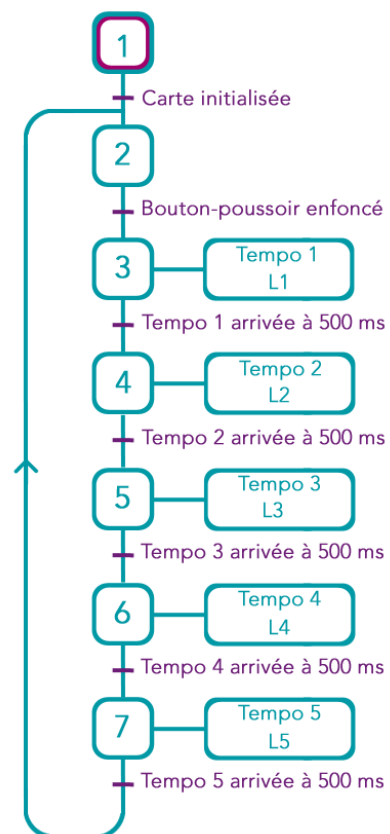 1
Carte initialisée
2
Bouton-poussoir enfoncé
3
Tempo 1
L1
Tempo 1 arrivée à 500 ms
4
Tempo 2
L2
Tempo 2 arrivée à 500 ms
5
Tempo 3
L3
Tempo 3 arrivée à 500 ms
6
Tempo 4
L4
Tempo 4 arrivée à 500 ms
7
Tempo 5
L5
Tempo 5 arrivée à 500 ms